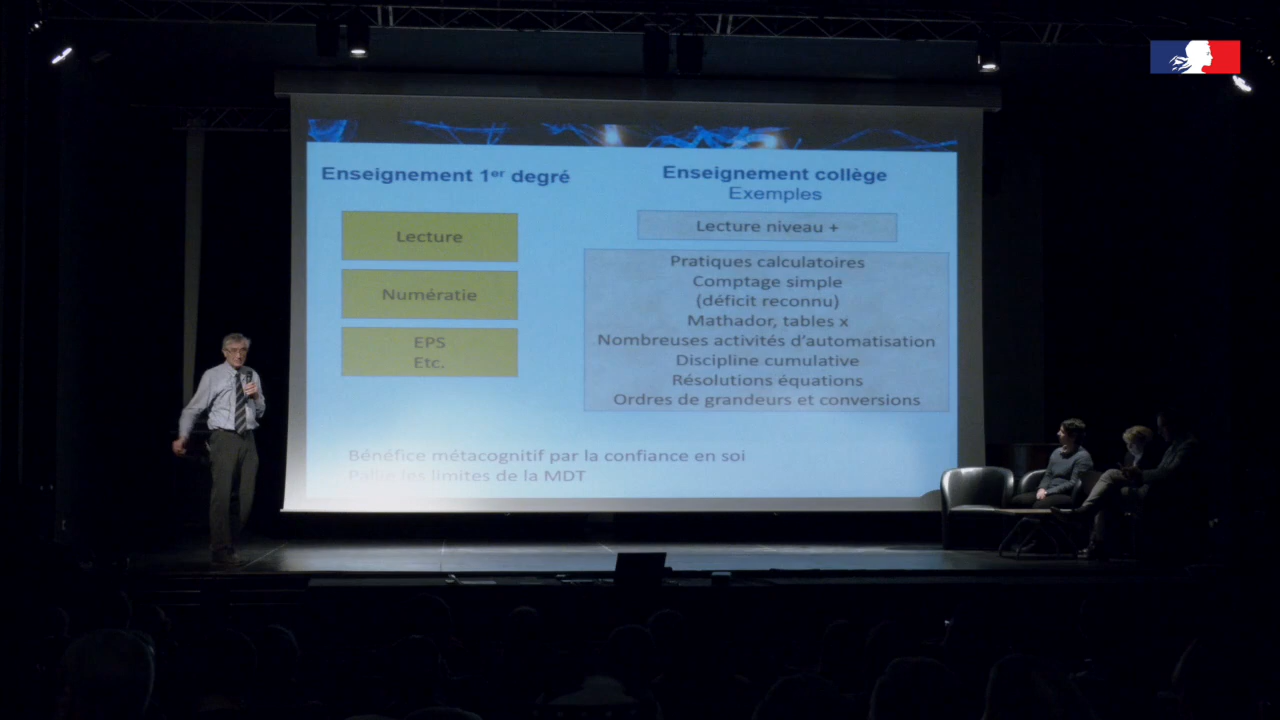 Enseignement 1er degré
Lecture
Numératie
EPS
Etc.
Enseignement collège
Exemples
Lecture niveau +
Pratiques calculatoires
Comptage simple
(déficit reconnu)
Mathador, tables x
Nombreuses activités d'automatisation
Discipline cumulative
Résolutions équations
Ordres de grandeurs et conversions
Bénéfice métacognitif par la confiance en soi
Pallie les limites de la MDT